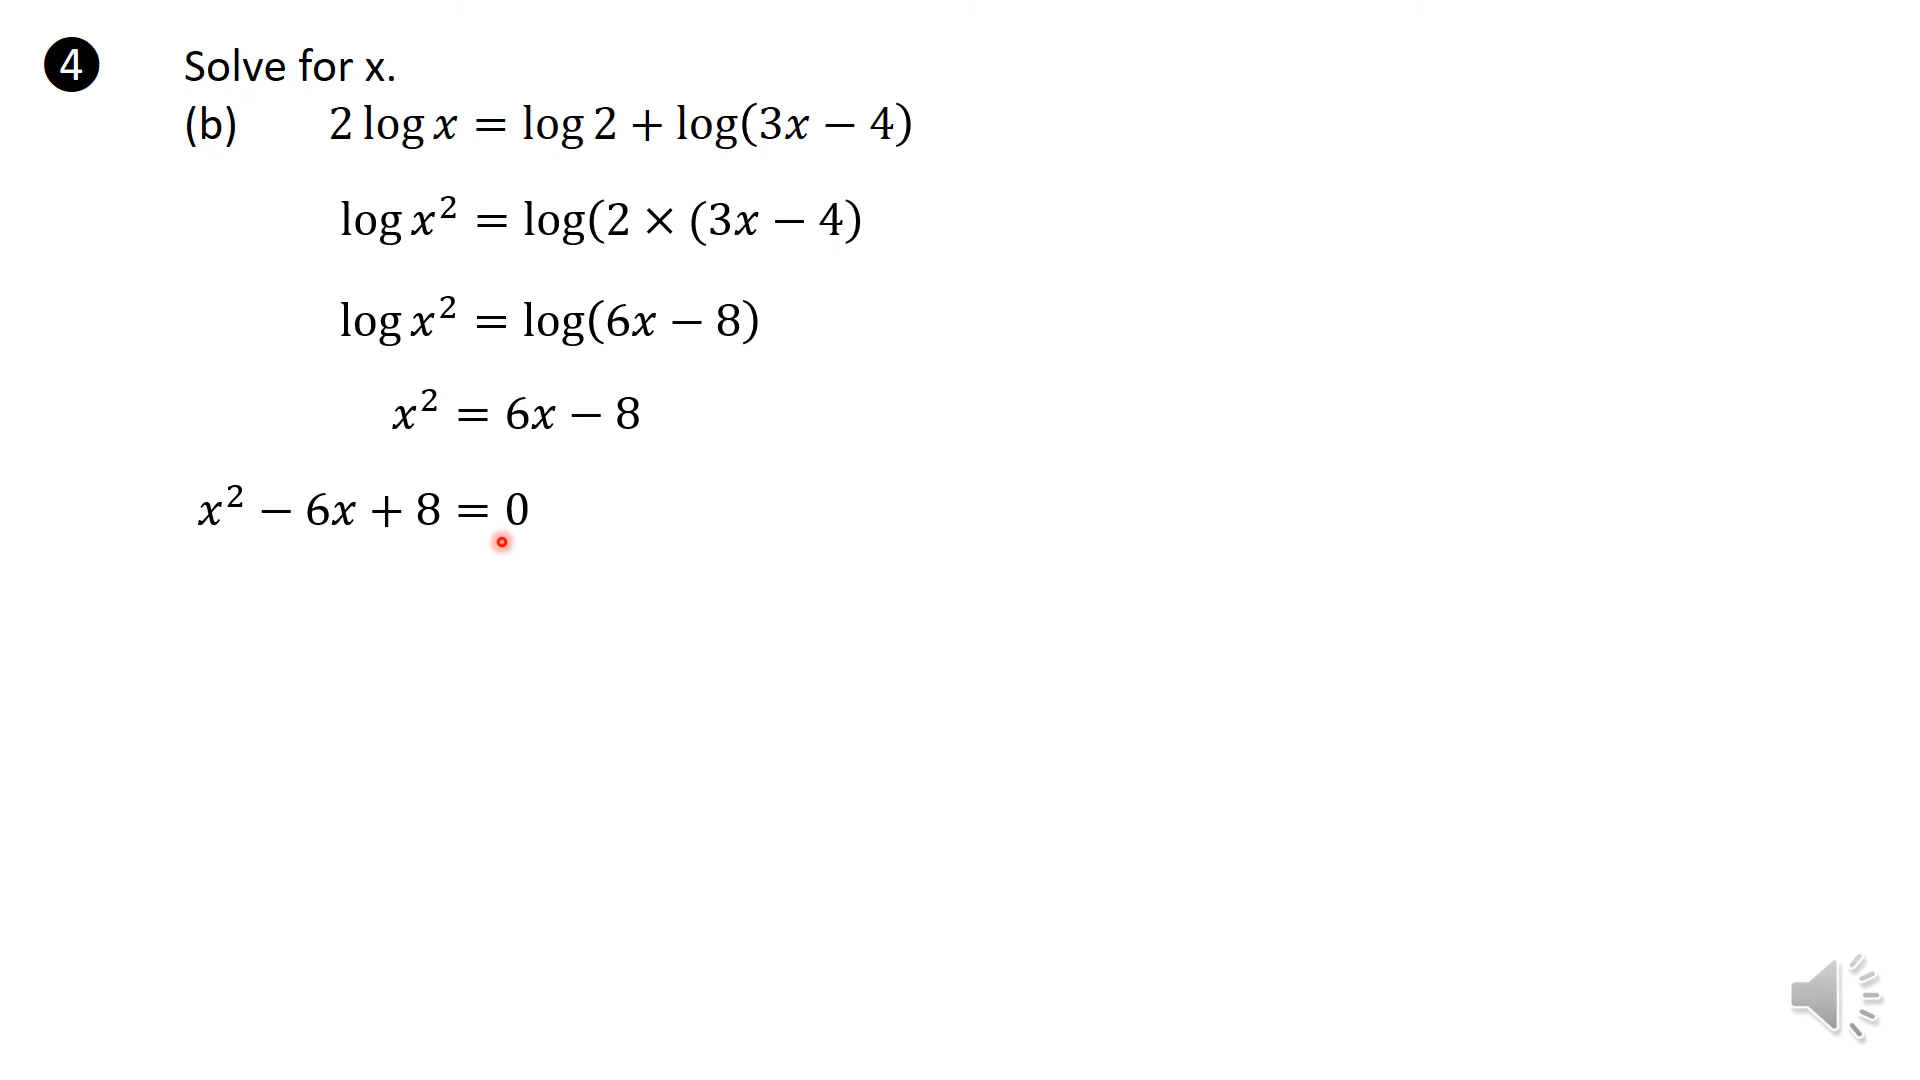 ❹ Solve for x.
(b) 2 log x = log 2 + log(3x − 4)
log x² = log(2 × (3x − 4)
log x² = log(6x − 8)
x² = 6x − 8
x² − 6x + 8 = 0